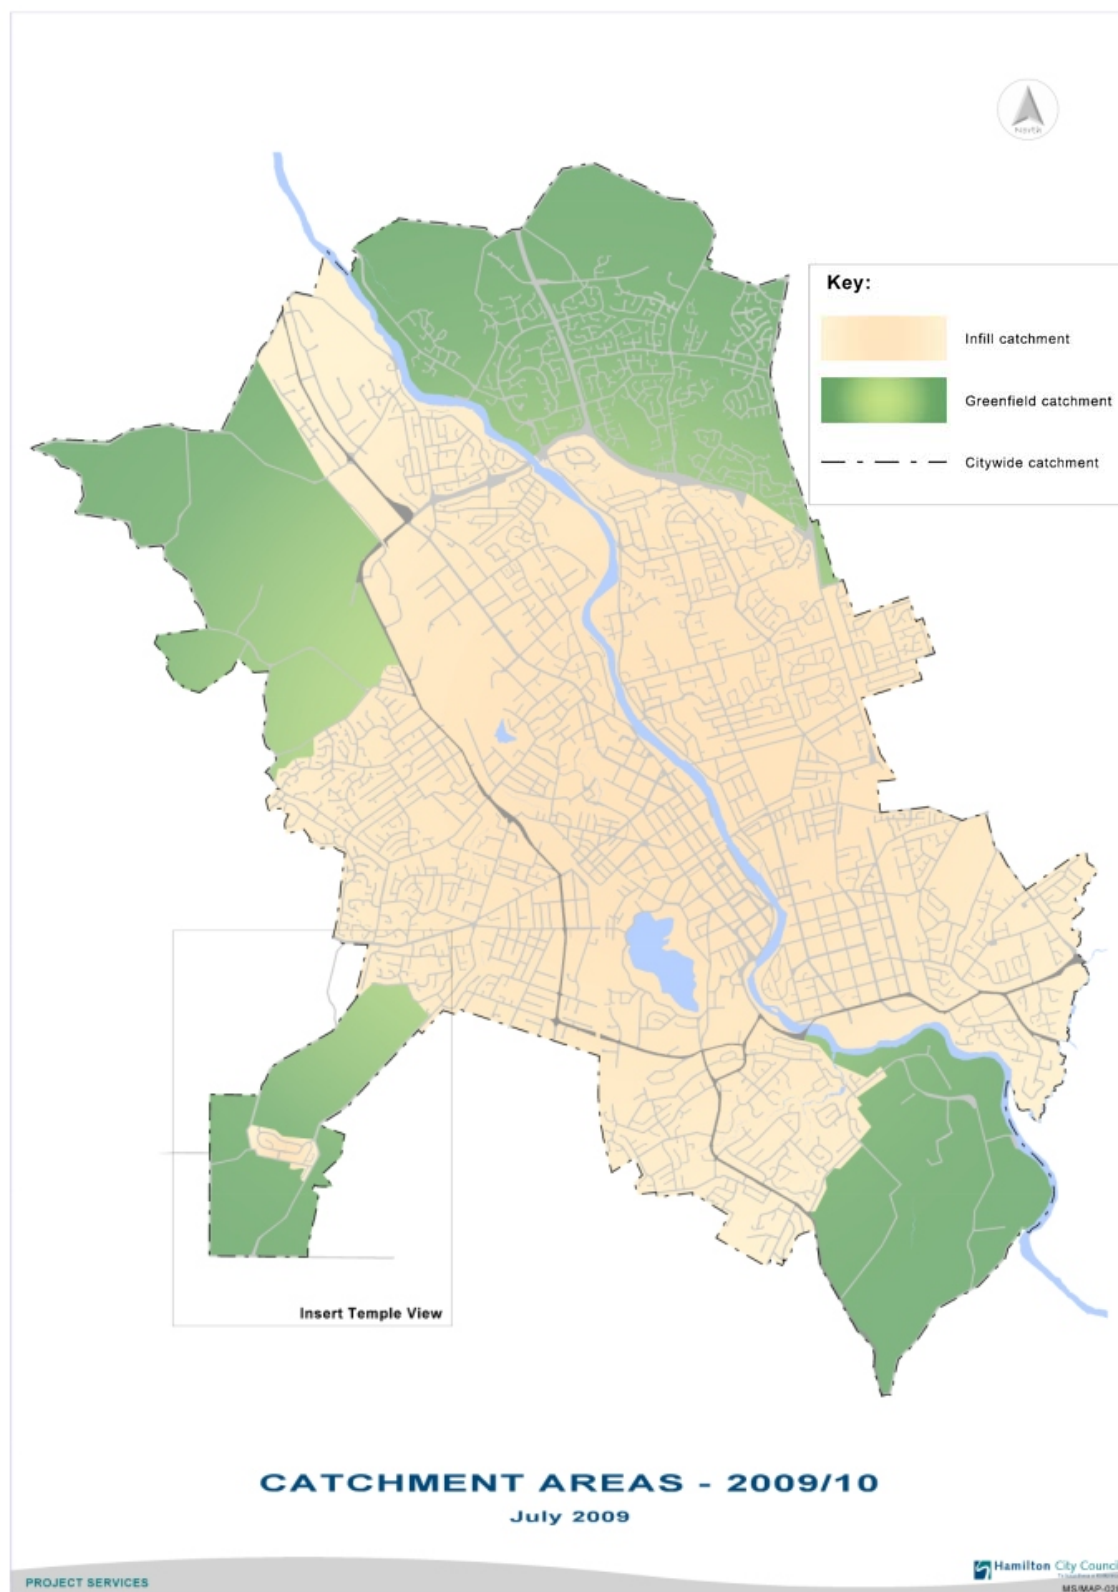 North
Key:
Infill catchment
Greenfield catchment
Citywide catchment
Insert Temple View
CATCHMENT AREAS - 2009/10
July 2009
Hamilton City Counci
PROJECT SERVICES